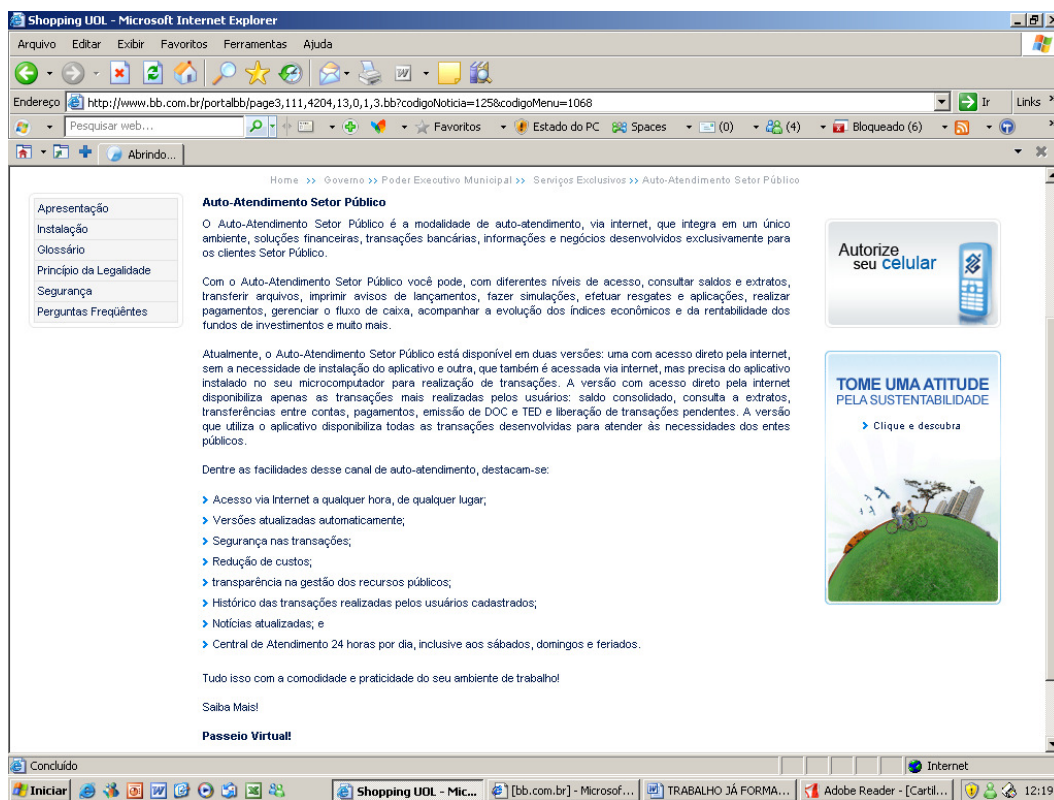 Shopping UOL - Microsoft Internet Explorer
Arquivo Editar Exibir Favoritos Ferramentas Ajuda
Endereço http://www.bb.com.br/portalbb/page3,111,4204,13,0,1,3.bb?codigoNoticia=125&codigoMenu=1068 Ir Links
Pesquisar web... Favoritos Estado do PC Spaces (0) (4) Bloqueado (6)
Abrindo...
Home >> Governo >> Poder Executivo Municipal >> Serviços Exclusivos >> Auto-Atendimento Setor Público
Apresentação
Instalação
Glossário
Princípio da Legalidade
Segurança
Perguntas Freqüêntes
Auto-Atendimento Setor Público
O Auto-Atendimento Setor Público é a modalidade de auto-atendimento, via internet, que integra em um único
ambiente, soluções financeiras, transações bancárias, informações e negócios desenvolvidos exclusivamente para
os clientes Setor Público.
Com o Auto-Atendimento Setor Público você pode, com diferentes níveis de acesso, consultar saldos e extratos,
transferir arquivos, imprimir avisos de lançamentos, fazer simulações, efetuar resgates e aplicações, realizar
pagamentos, gerenciar o fluxo de caixa, acompanhar a evolução dos índices econômicos e da rentabilidade dos
fundos de investimentos e muito mais.
Atualmente, o Auto-Atendimento Setor Público está disponível em duas versões: uma com acesso direto pela internet,
sem a necessidade de instalação do aplicativo e outra, que também é acessada via internet, mas precisa do aplicativo
instalado no seu microcomputador para realização de transações. A versão com acesso direto pela internet
disponibiliza apenas as transações mais realizadas pelos usuários: saldo consolidado, consulta a extratos,
transferências entre contas, pagamentos, emissão de DOC e TED e liberação de transações pendentes. A versão
que utiliza o aplicativo disponibiliza todas as transações desenvolvidas para atender às necessidades dos entes
públicos.
Dentre as facilidades desse canal de auto-atendimento, destacam-se:
Acesso via Internet a qualquer hora, de qualquer lugar;
Versões atualizadas automaticamente;
Segurança nas transações;
Redução de custos;
transparência na gestão dos recursos públicos;
Histórico das transações realizadas pelos usuários cadastrados;
Notícias atualizadas; e
Central de Atendimento 24 horas por dia, inclusive aos sábados, domingos e feriados.
Tudo isso com a comodidade e praticidade do seu ambiente de trabalho!
Saiba Mais!
Passeio Virtual!
Autorize
seu celular
TOME UMA ATITUDE
PELA SUSTENTABILIDADE
Clique e descubra
Concluído Internet
Iniciar Shopping UOL - Mic... [bb.com.br] - Microsof... TRABALHO JÁ FORMA... Adobe Reader - [Cartil... 12:19